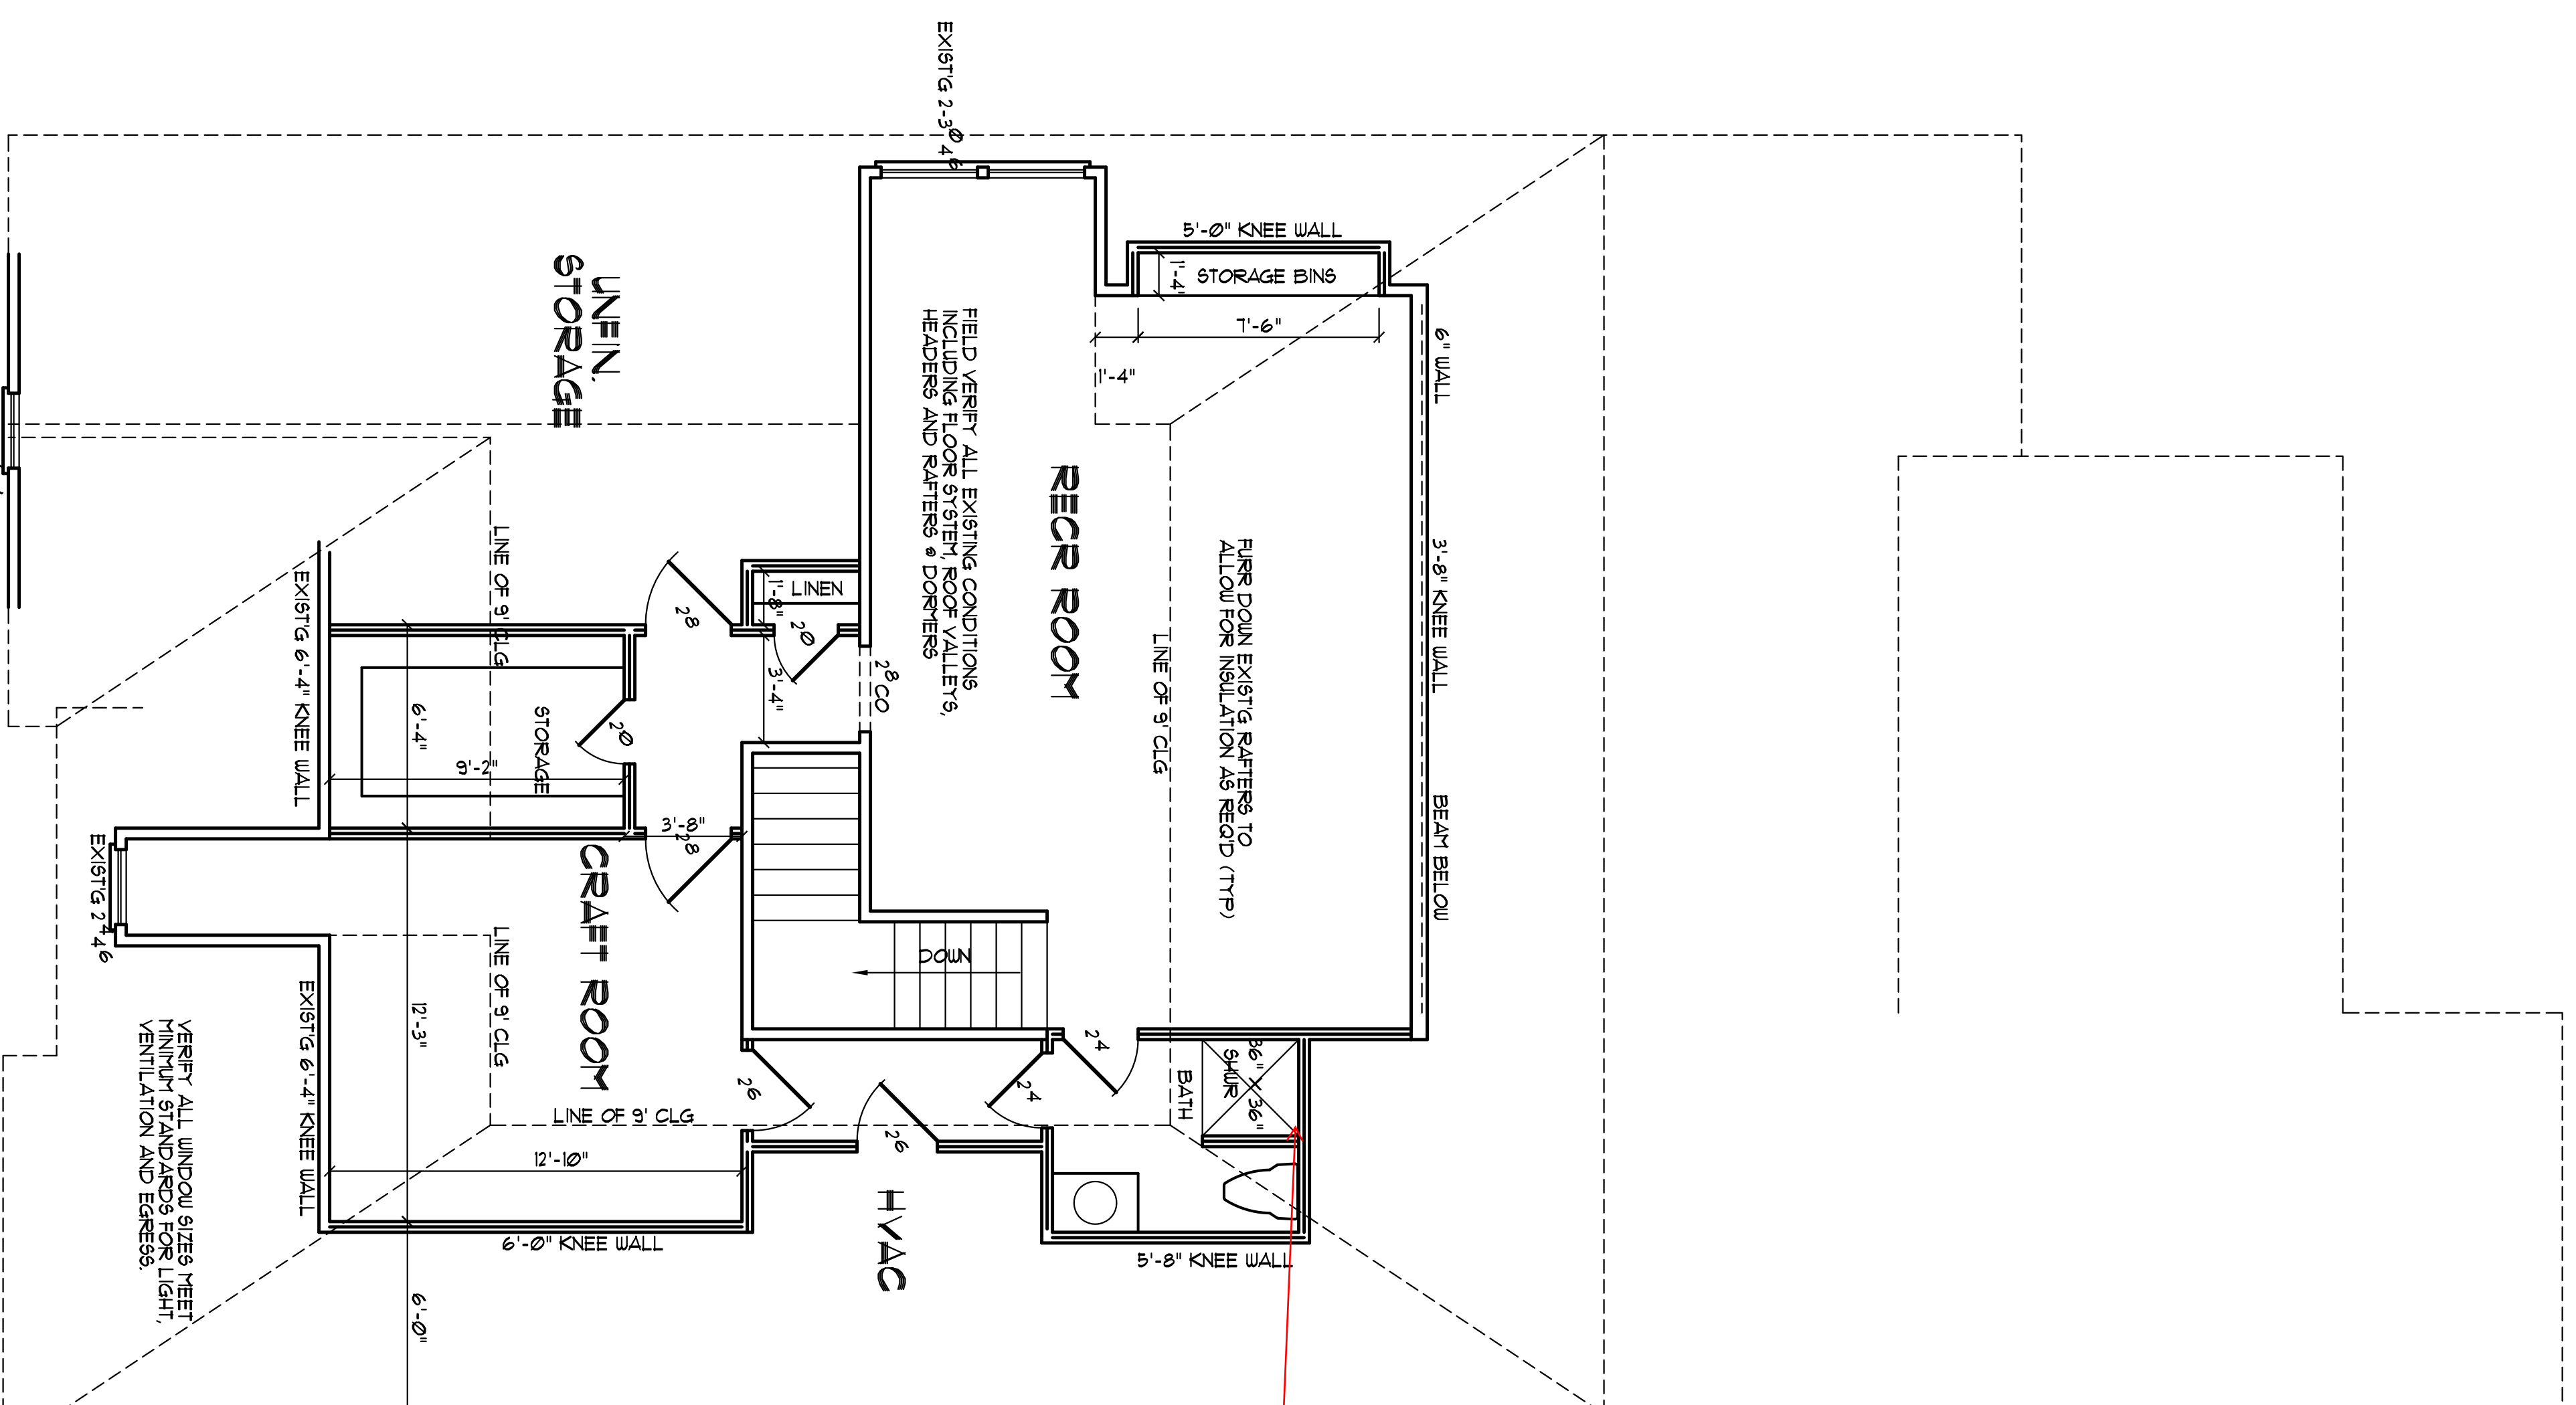 EXIST'G 2-3⁰ 4⁶
5'-0" KNEE WALL
STORAGE BINS
1'-4"
7'-6"
1'-4"
6" WALL
3'-8" KNEE WALL
BEAM BELOW
UNFIN.
STORAGE
FIELD VERIFY ALL EXISTING CONDITIONS
INCLUDING FLOOR SYSTEM, ROOF VALLEYS,
HEADERS AND RAFTERS @ DORMERS
RECR ROOM
FURR DOWN EXIST'G RAFTERS TO
ALLOW FOR INSULATION AS REQ'D (TYP)
LINE OF 9' CLG
LINE OF 9' CLG
LINEN
1'-8"
2⁰
2⁸
3'-4"
2⁸ CO
EXIST'G 6'-4" KNEE WALL
STORAGE
6'-4"
9'-2"
2⁰
3'-8"
2⁸
CRAFT ROOM
EXIST'G 2⁴ 4⁶
LINE OF 9' CLG
12'-3"
EXIST'G 6'-4" KNEE WALL
DOWN
2⁴
2⁴
2⁶
2⁶
BATH
36" X 36"
SHWR
LINE OF 9' CLG
12'-10"
6'-0" KNEE WALL
HVAC
5'-8" KNEE WALL
6'-0"
VERIFY ALL WINDOW SIZES MEET
MINIMUM STANDARDS FOR LIGHT,
VENTILATION AND EGRESS.